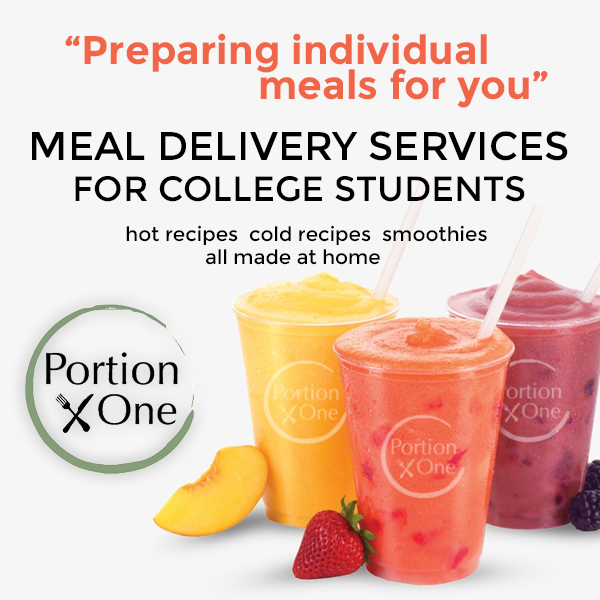 “Preparing individual
meals for you”
MEAL DELIVERY SERVICES
FOR COLLEGE STUDENTS
hot recipes cold recipes smoothies
all made at home
Portion
One
Portion
One
Portion
One
ortion
One